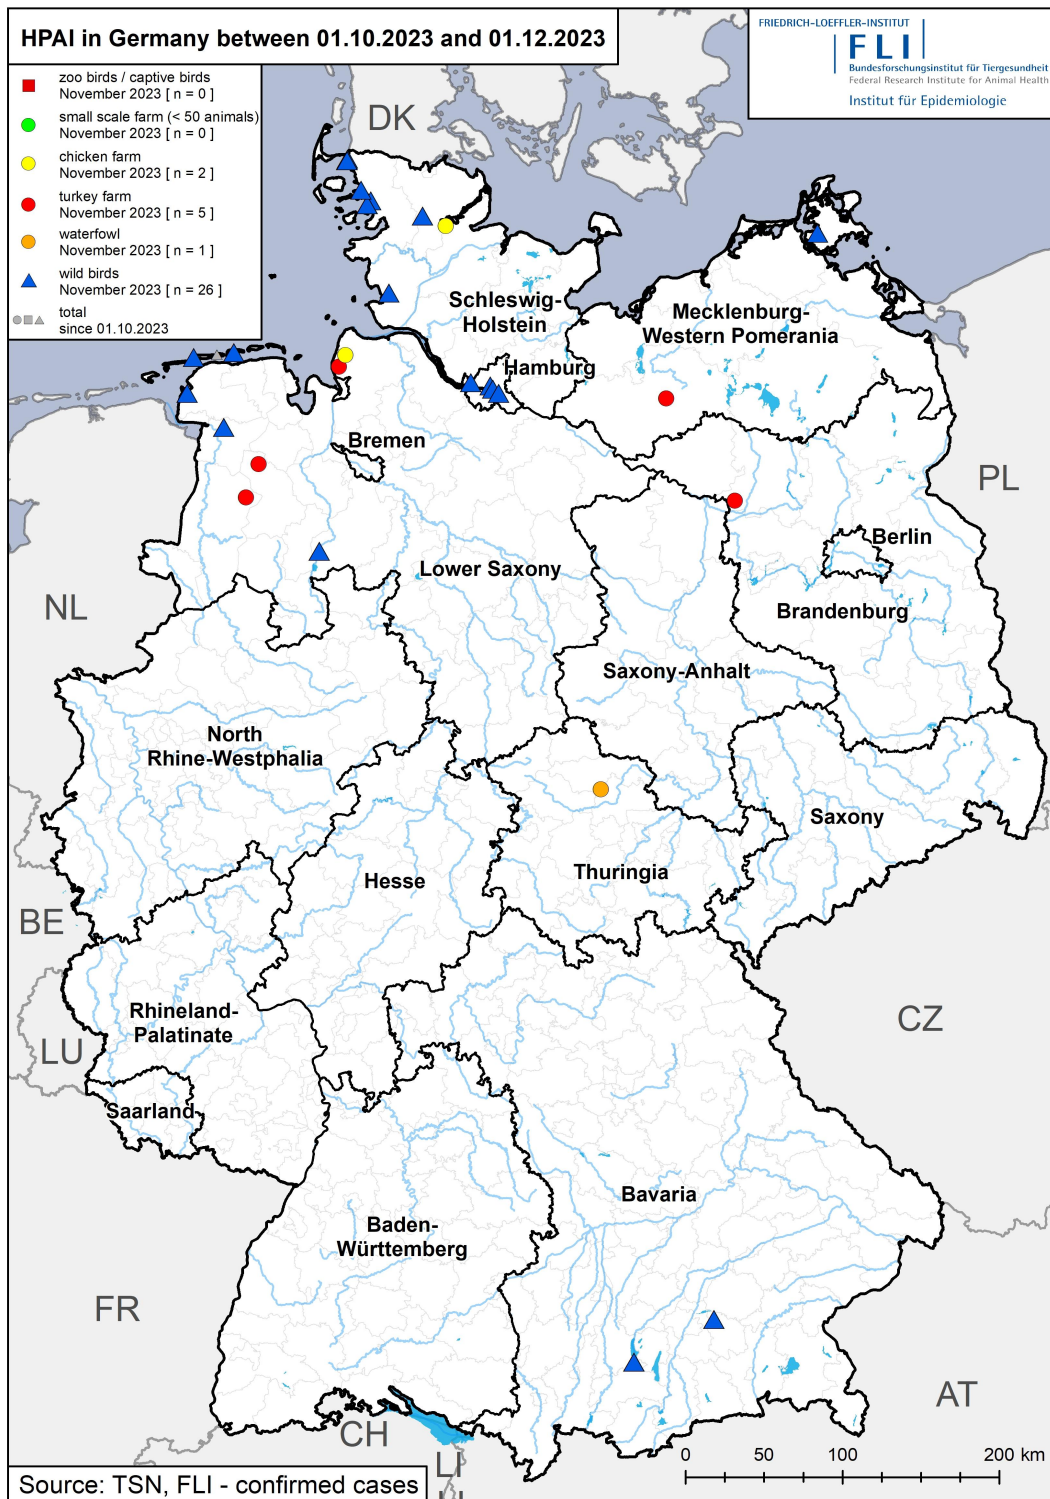 HPAI in Germany between 01.10.2023 and 01.12.2023
FRIEDRICH-LOEFFLER-INSTITUT
FLI
Bundesforschungsinstitut für Tiergesundheit
Federal Research Institute for Animal Health
Institut für Epidemiologie
zoo birds / captive birds
November 2023 [ n = 0 ]
small scale farm (< 50 animals)
November 2023 [ n = 0 ]
chicken farm
November 2023 [ n = 2 ]
turkey farm
November 2023 [ n = 5 ]
waterfowl
November 2023 [ n = 1 ]
wild birds
November 2023 [ n = 26 ]
total
since 01.10.2023
DK
Schleswig-
Holstein
Mecklenburg-
Western Pomerania
Hamburg
Bremen
PL
Berlin
Lower Saxony
NL
Brandenburg
Saxony-Anhalt
North
Rhine-Westphalia
Saxony
Thuringia
Hesse
BE
Rhineland-
Palatinate
CZ
LU
Saarland
Bavaria
Baden-
Württemberg
FR
AT
CH
LI
0 50 100 200 km
Source: TSN, FLI - confirmed cases